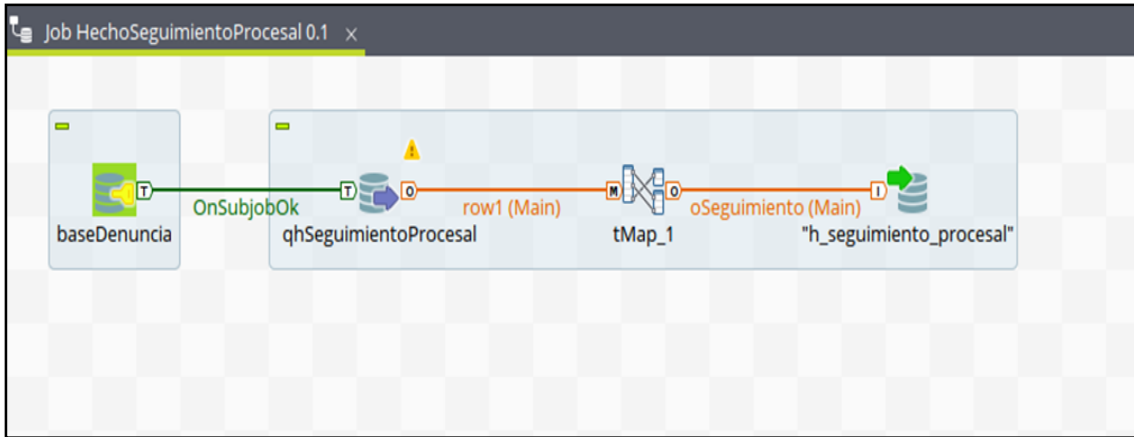 Job HechoSeguimientoProcesal 0.1 x
T OnSubjobOk T O row1 (Main) M O oSeguimiento (Main) I
baseDenuncia qhSeguimientoProcesal tMap_1 "h_seguimiento_procesal"